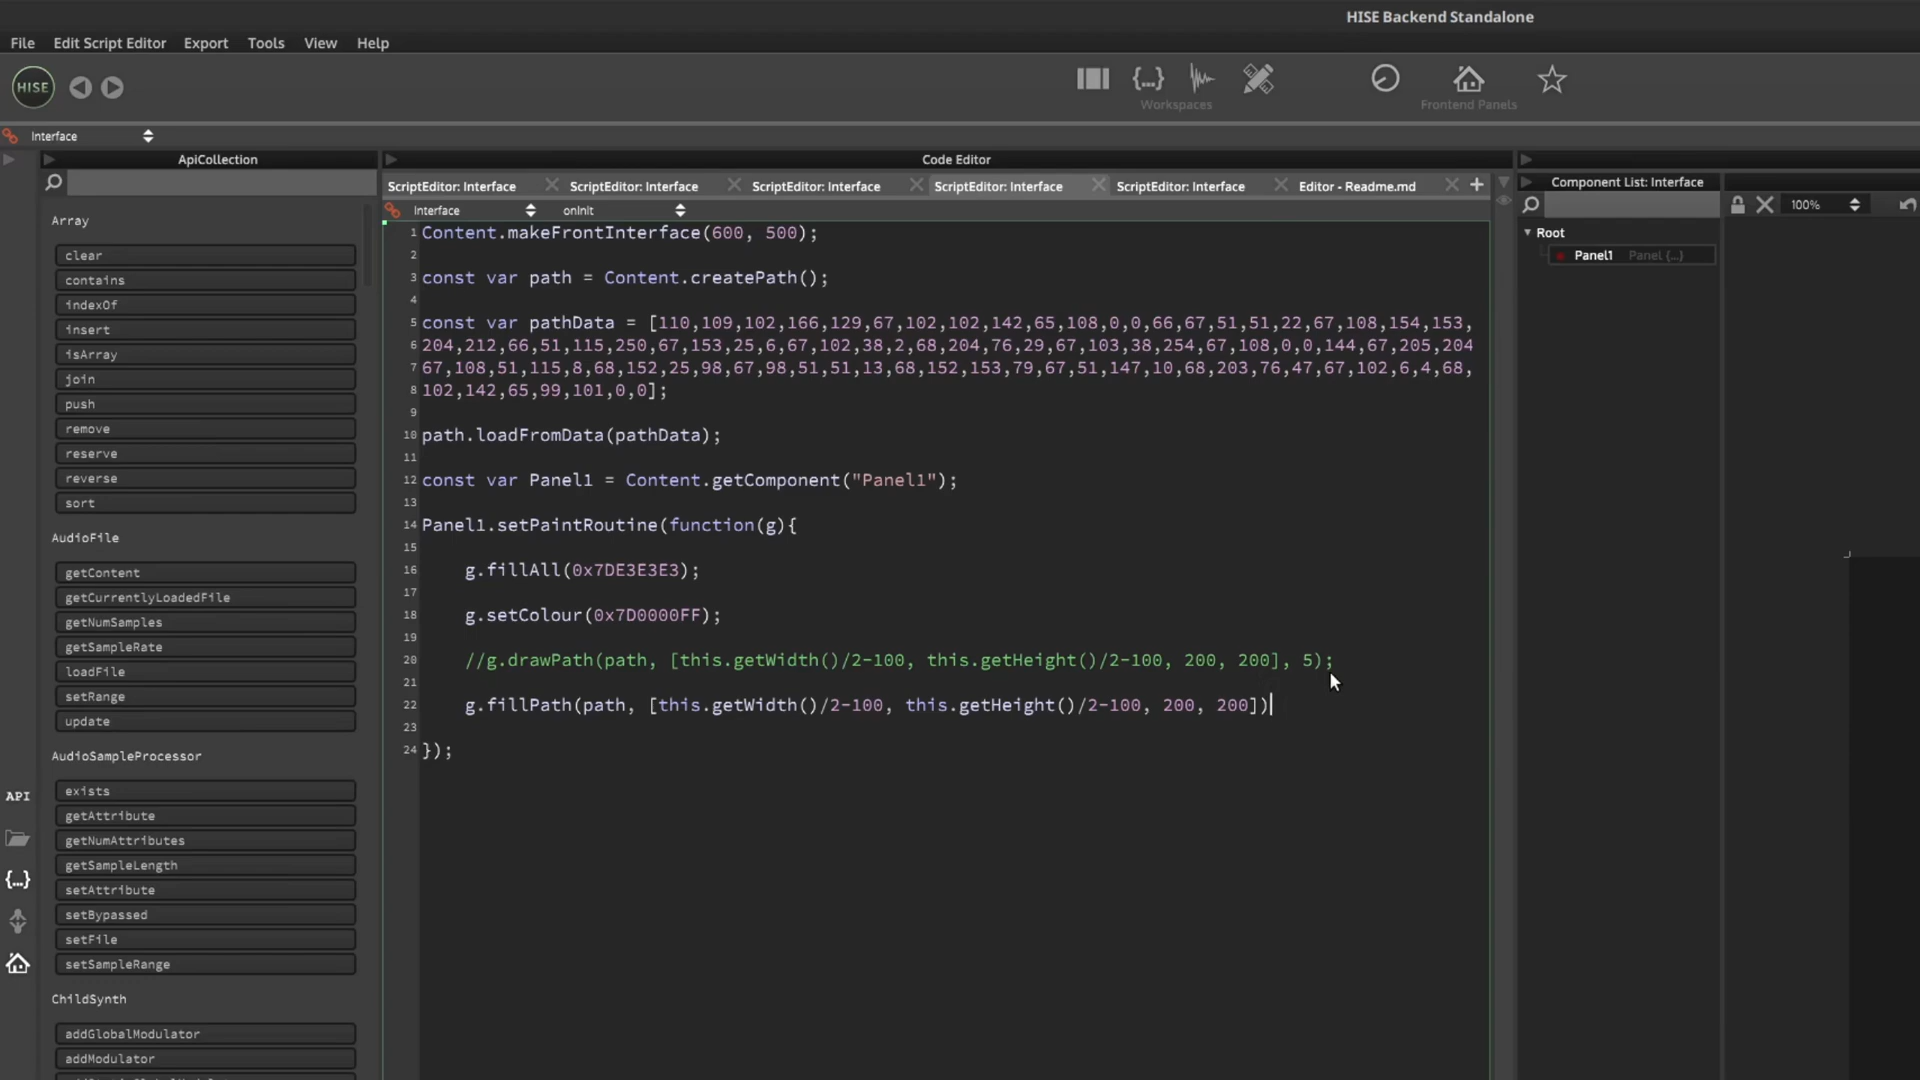 HISE Backend Standalone
File Edit Script Editor Export Tools View Help
HISE
Workspaces
Frontend Panels
Interface
ApiCollection
Code Editor
ScriptEditor: Interface
ScriptEditor: Interface
ScriptEditor: Interface
ScriptEditor: Interface
ScriptEditor: Interface
Editor - Readme.md
Component List: Interface
Interface
onInit
100%
Array
clear
contains
indexOf
insert
isArray
join
push
remove
reserve
reverse
sort
AudioFile
getContent
getCurrentlyLoadedFile
getNumSamples
getSampleRate
loadFile
setRange
update
AudioSampleProcessor
exists
getAttribute
getNumAttributes
getSampleLength
setAttribute
setBypassed
setFile
setSampleRange
ChildSynth
addGlobalModulator
addModulator
API
{...}
1 Content.makeFrontInterface(600, 500);
2
3 const var path = Content.createPath();
4
5 const var pathData = [110,109,102,166,129,67,102,102,142,65,108,0,0,66,67,51,51,22,67,108,154,153,
6 204,212,66,51,115,250,67,153,25,6,67,102,38,2,68,204,76,29,67,103,38,254,67,108,0,0,144,67,205,204
7 67,108,51,115,8,68,152,25,98,67,98,51,51,13,68,152,153,79,67,51,147,10,68,203,76,47,67,102,6,4,68,
8 102,142,65,99,101,0,0];
9
10 path.loadFromData(pathData);
11
12 const var Panel1 = Content.getComponent("Panel1");
13
14 Panel1.setPaintRoutine(function(g){
15
16 g.fillAll(0x7DE3E3E3);
17
18 g.setColour(0x7D0000FF);
19
20 //g.drawPath(path, [this.getWidth()/2-100, this.getHeight()/2-100, 200, 200], 5);
21
22 g.fillPath(path, [this.getWidth()/2-100, this.getHeight()/2-100, 200, 200])
23
24 });
Root
Panel1 Panel {...}